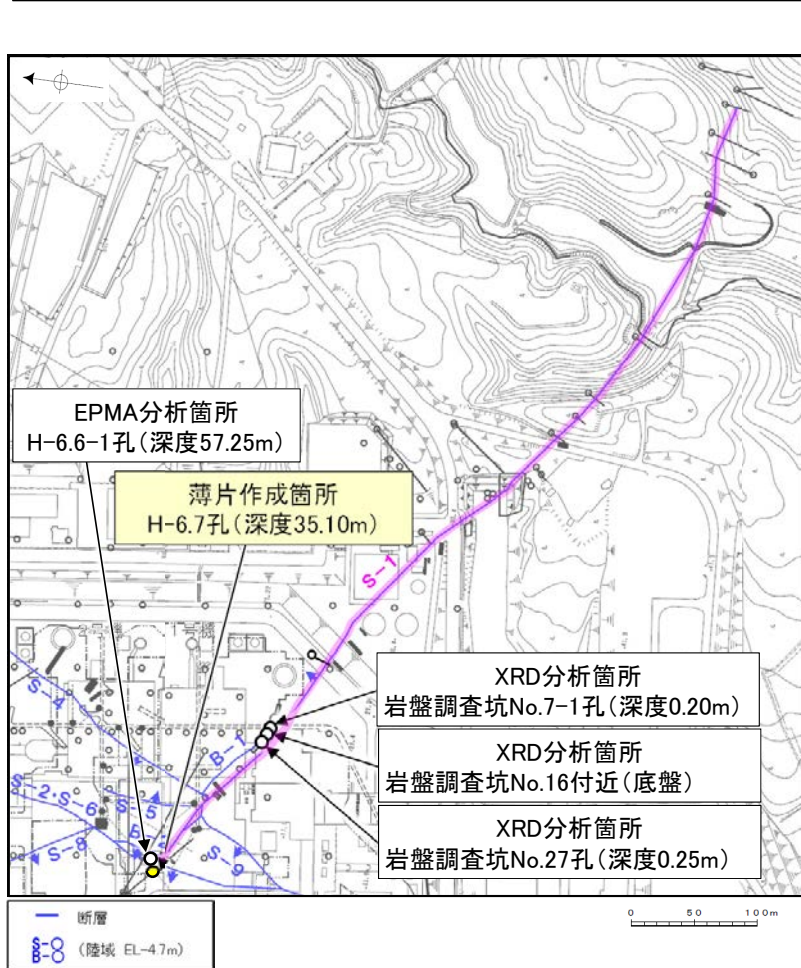 EPMA分析箇所
H-6.6-1孔(深度57.25m)
薄片作成箇所
H-6.7孔(深度35.10m)
S-1
XRD分析箇所
岩盤調査坑No.7-1孔(深度0.20m)
S-4
B-1
XRD分析箇所
岩盤調査坑No.16付近(底盤)
S-2・S-6
S-5
XRD分析箇所
岩盤調査坑No.27孔(深度0.25m)
S-8
S-9
断層
S-○
B-○
(陸域 EL-4.7m)
0 50 100m